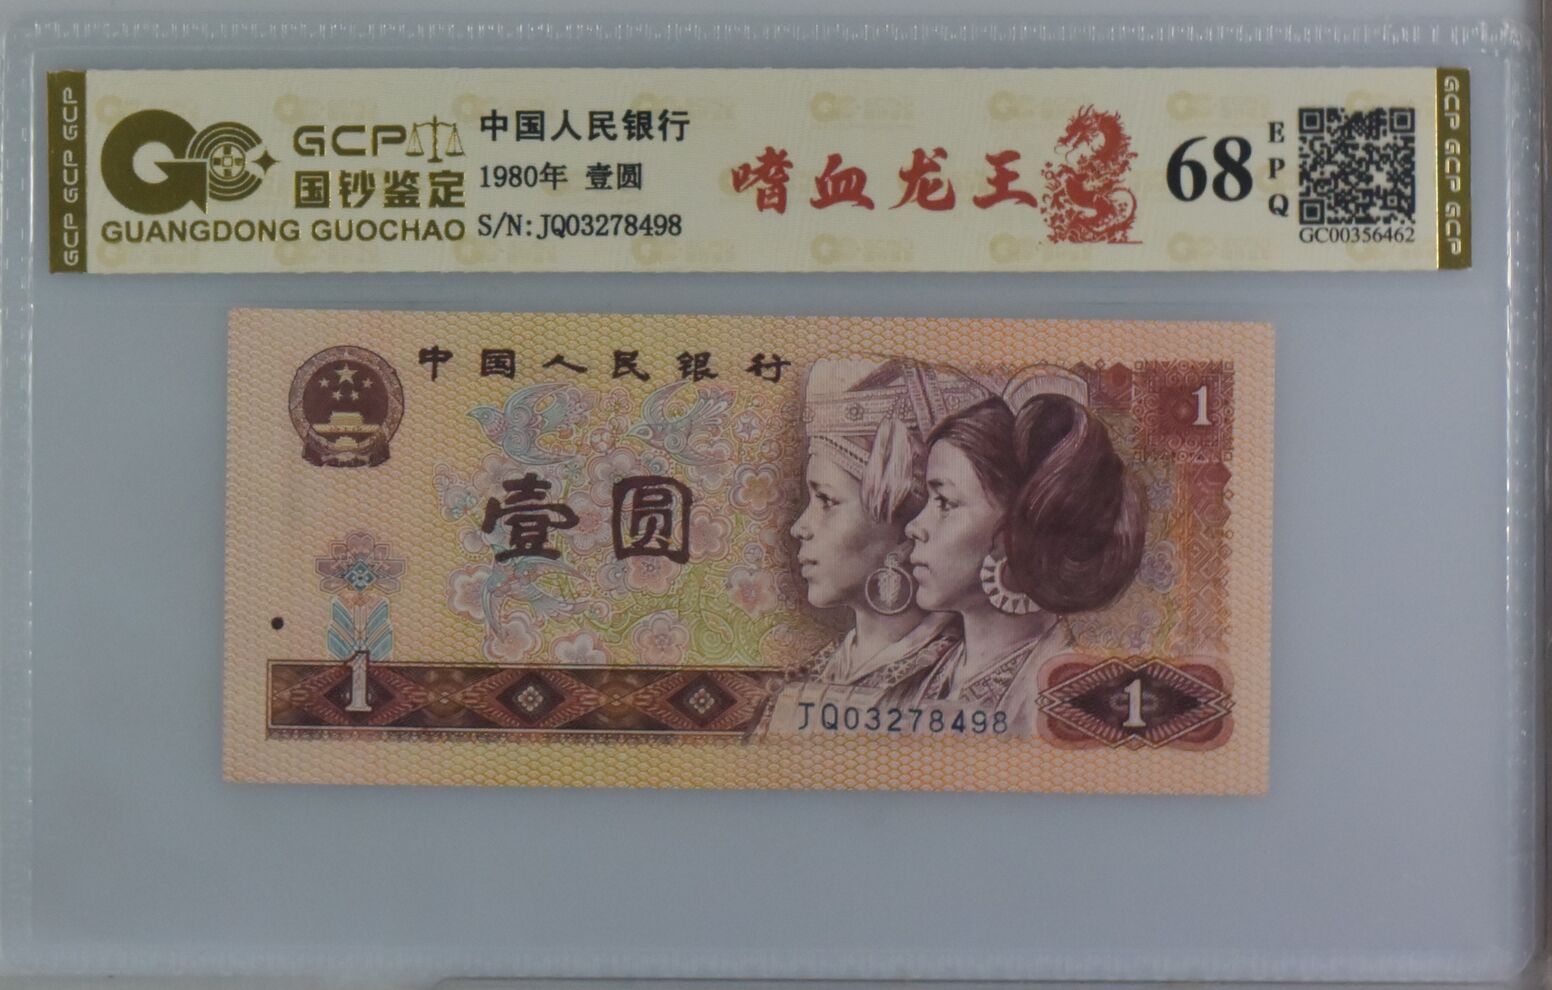 GCP GCP GCP
GCP
国钞鉴定
GUANGDONG GUOCHAO
中国人民银行
1980年 壹圆
S/N:JQ03278498
嗜血龙王
68
EPQ
GC00356462
GCP GCP GCP
中国人民银行
1
壹圆
1
JQ03278498
1